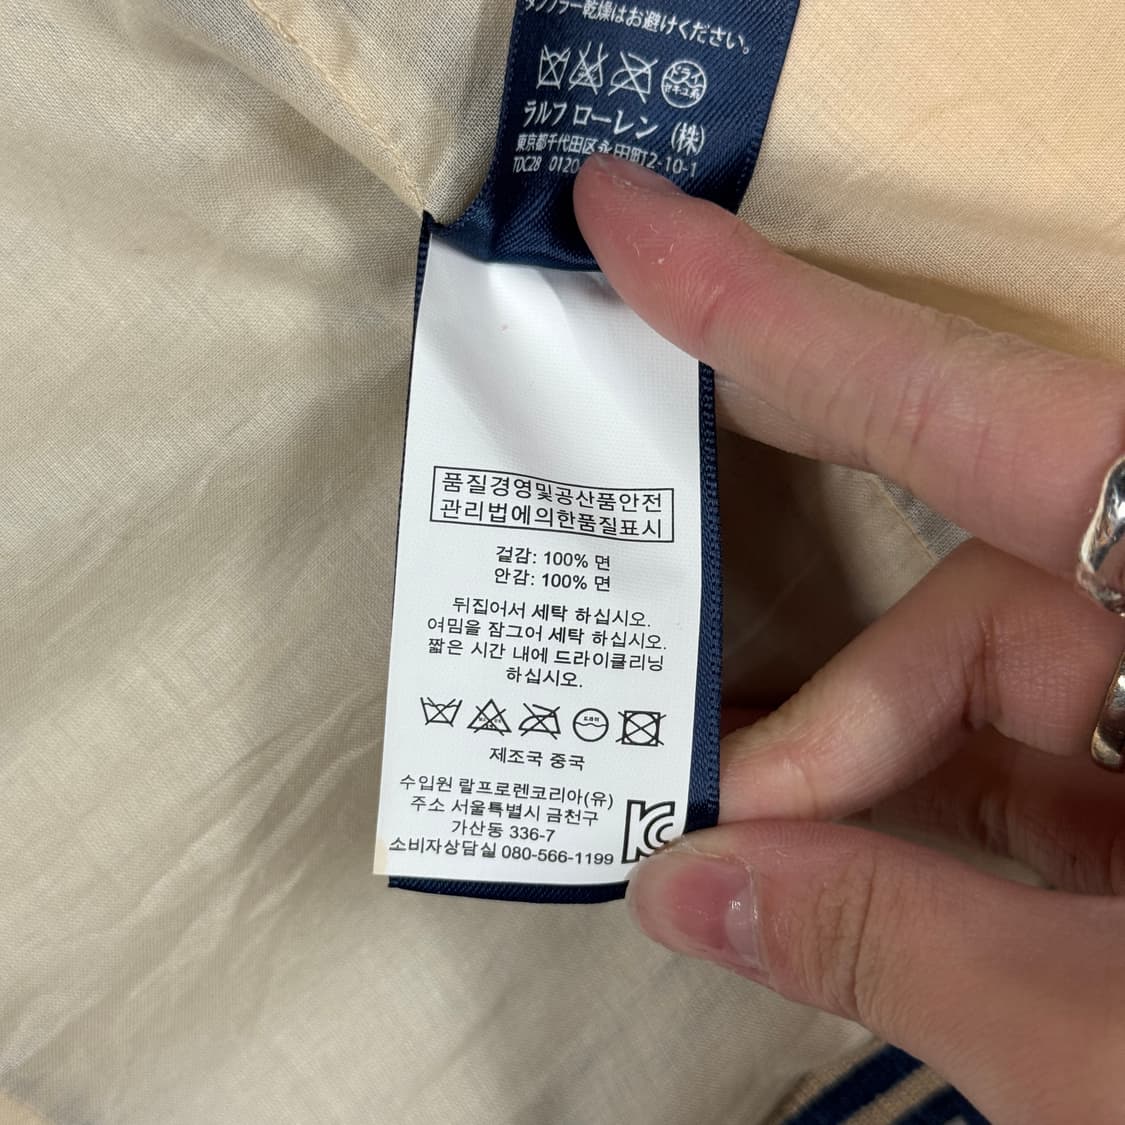 タンブラー乾燥はお避けください。
ドライ
セキユ系
ラルフ ローレン (株)
東京都千代田区永田町2-10-1
TDC28 0120
품질경영및공산품안전
관리법에의한품질표시
겉감: 100% 면
안감: 100% 면
뒤집어서 세탁 하십시오.
여밈을 잠그어 세탁 하십시오.
짧은 시간 내에 드라이클리닝
하십시오.
제조국 중국
수입원 랄프로렌코리아(유)
주소 서울특별시 금천구
가산동 336-7
소비자상담실 080-566-1199